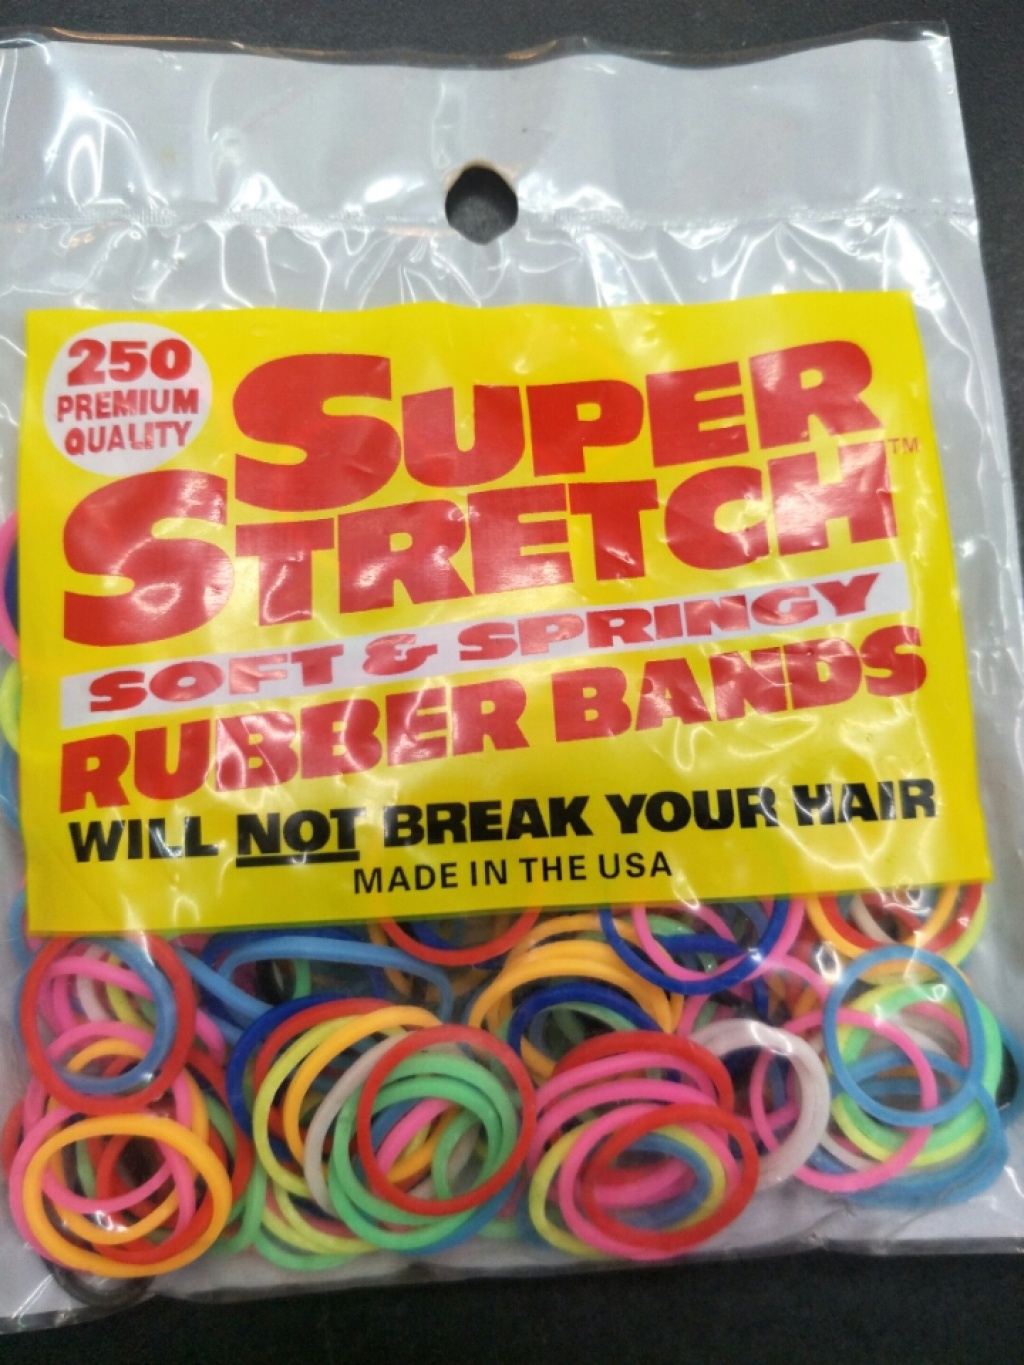 250
PREMIUM
QUALITY
SUPER
STRETCH™
SOFT & SPRINGY
RUBBER BANDS
WILL NOT BREAK YOUR HAIR
MADE IN THE USA